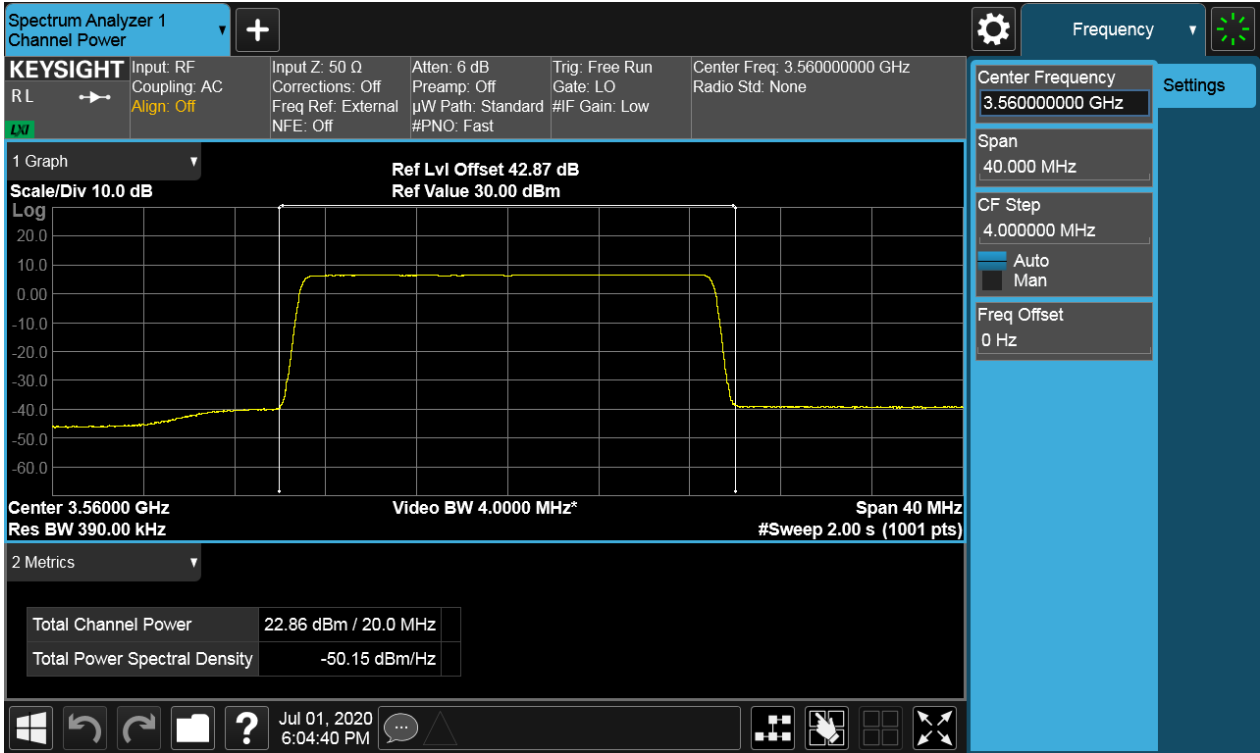 Spectrum Analyzer 1
Channel Power
Frequency
KEYSIGHT
RL
LXI
Input: RF
Coupling: AC
Align: Off
Input Z: 50 Ω
Corrections: Off
Freq Ref: External
NFE: Off
Atten: 6 dB
Preamp: Off
µW Path: Standard
#PNO: Fast
Trig: Free Run
Gate: LO
#IF Gain: Low
Center Freq: 3.560000000 GHz
Radio Std: None
Center Frequency
3.560000000 GHz
Settings
Span
40.000 MHz
CF Step
4.000000 MHz
Auto
Man
Freq Offset
0 Hz
1 Graph
Scale/Div 10.0 dB
Ref Lvl Offset 42.87 dB
Ref Value 30.00 dBm
Log
20.0
10.0
0.00
-10.0
-20.0
-30.0
-40.0
-50.0
-60.0
Center 3.56000 GHz
Res BW 390.00 kHz
Video BW 4.0000 MHz*
Span 40 MHz
#Sweep 2.00 s (1001 pts)
2 Metrics
Total Channel Power 22.86 dBm / 20.0 MHz
Total Power Spectral Density -50.15 dBm/Hz
?
Jul 01, 2020
6:04:40 PM